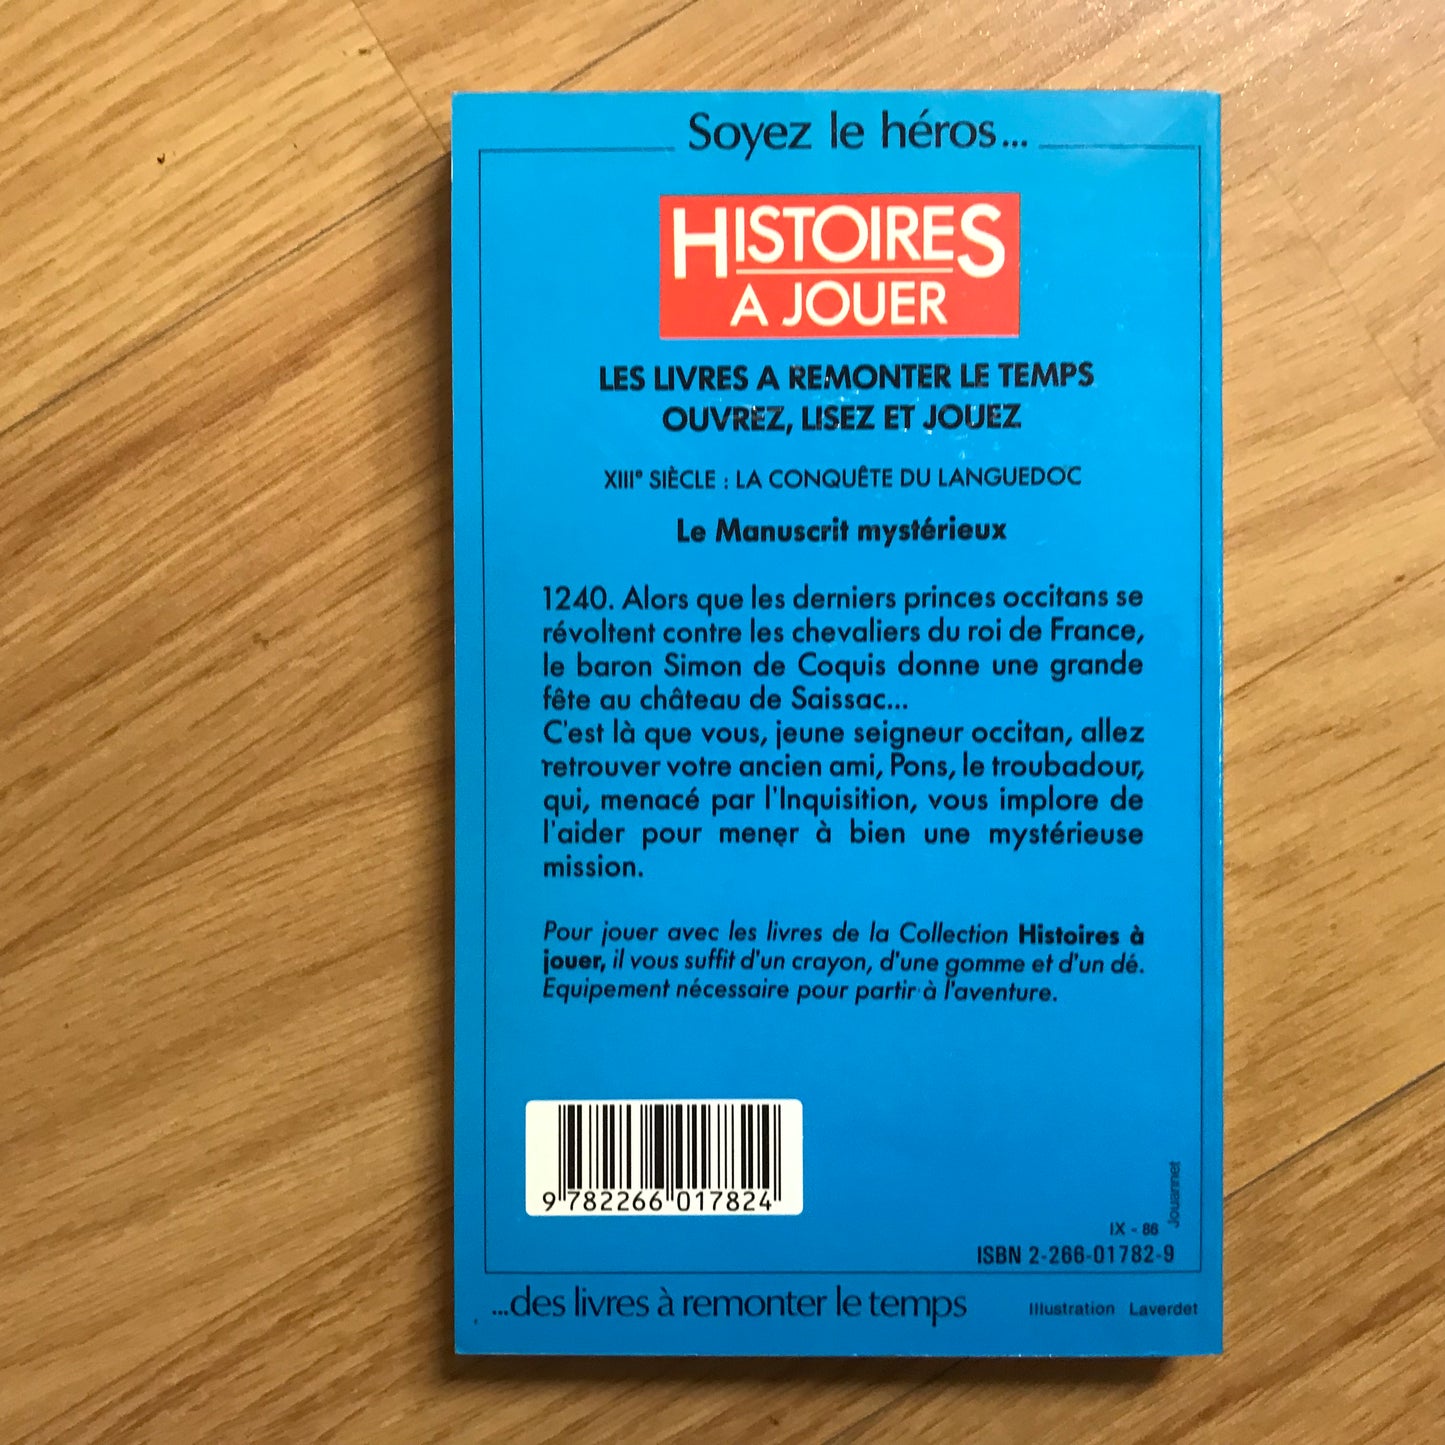 Soyez le héros...
HISTOIRES
A JOUER
LES LIVRES A REMONTER LE TEMPS
OUVREZ, LISEZ ET JOUEZ
XIIIe SIÈCLE : LA CONQUÊTE DU LANGUEDOC
Le Manuscrit mystérieux
1240. Alors que les derniers princes occitans se
révoltent contre les chevaliers du roi de France,
le baron Simon de Coquis donne une grande
fête au château de Saissac...
C'est là que vous, jeune seigneur occitan, allez
retrouver votre ancien ami, Pons, le troubadour,
qui, menacé par l'Inquisition, vous implore de
l'aider pour mener à bien une mystérieuse
mission.
Pour jouer avec les livres de la Collection Histoires à
jouer, il vous suffit d'un crayon, d'une gomme et d'un dé.
Equipement nécessaire pour partir à l'aventure.
9 782266 017824
Jouannet
IX - 86
ISBN 2-266-01782-9
...des livres à remonter le temps
Illustration Laverdet